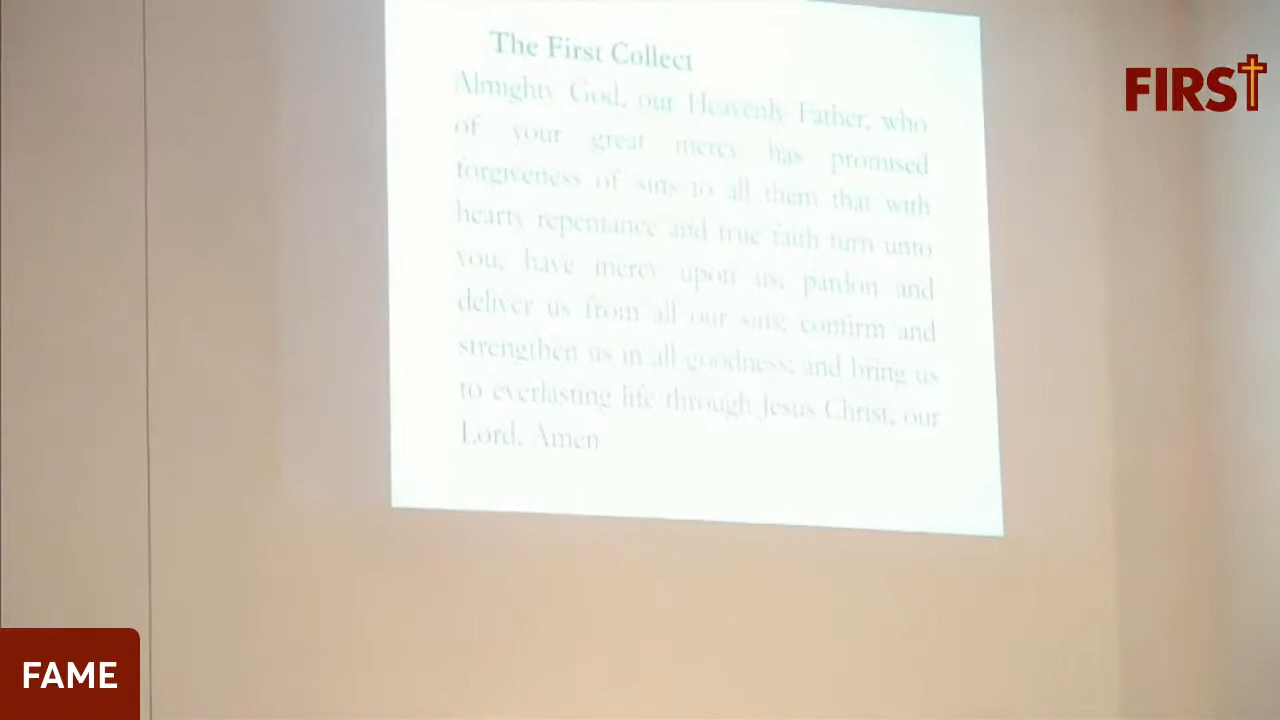 The First Collect
Almighty God, our Heavenly Father, who
of your great mercy has promised
forgiveness of sins to all them that with
hearty repentance and true faith turn unto
you, have mercy upon us, pardon and
deliver us from all our sins; confirm and
strengthen us in all goodness; and bring us
to everlasting life through Jesus Christ, our
Lord. Amen
FIRST
FAME